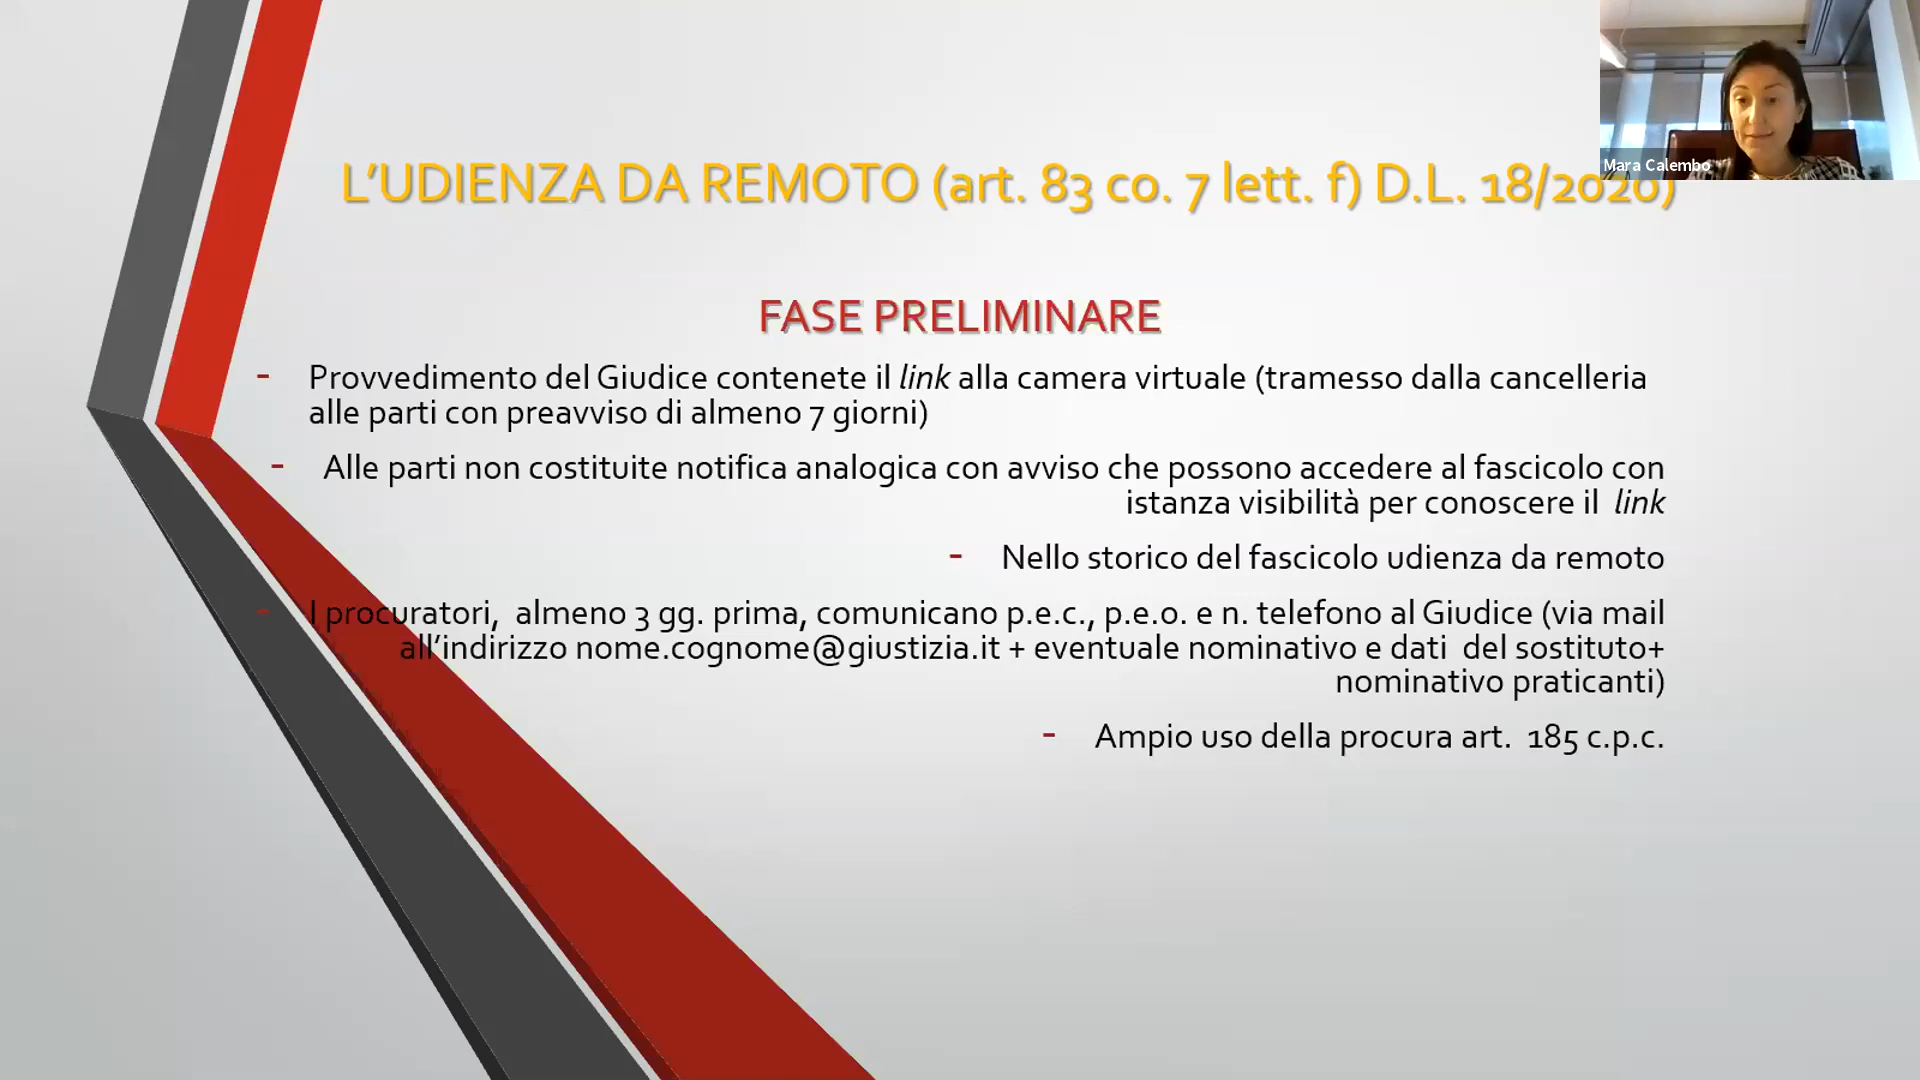 Mara Calembo
L’UDIENZA DA REMOTO (art. 83 co. 7 lett. f) D.L. 18/2020)
FASE PRELIMINARE
- Provvedimento del Giudice contenete il link alla camera virtuale (tramesso dalla cancelleria
alle parti con preavviso di almeno 7 giorni)
- Alle parti non costituite notifica analogica con avviso che possono accedere al fascicolo con
istanza visibilità per conoscere il link
- Nello storico del fascicolo udienza da remoto
- I procuratori, almeno 3 gg. prima, comunicano p.e.c., p.e.o. e n. telefono al Giudice (via mail
all’indirizzo nome.cognome@giustizia.it + eventuale nominativo e dati del sostituto+
nominativo praticanti)
- Ampio uso della procura art. 185 c.p.c.